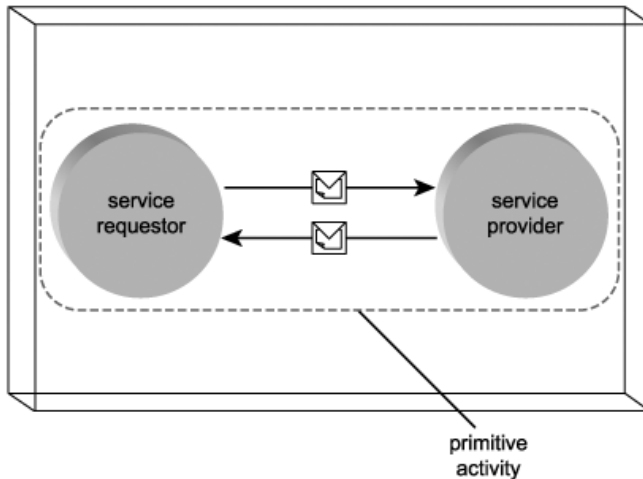 service
requestor
service
provider
primitive
activity